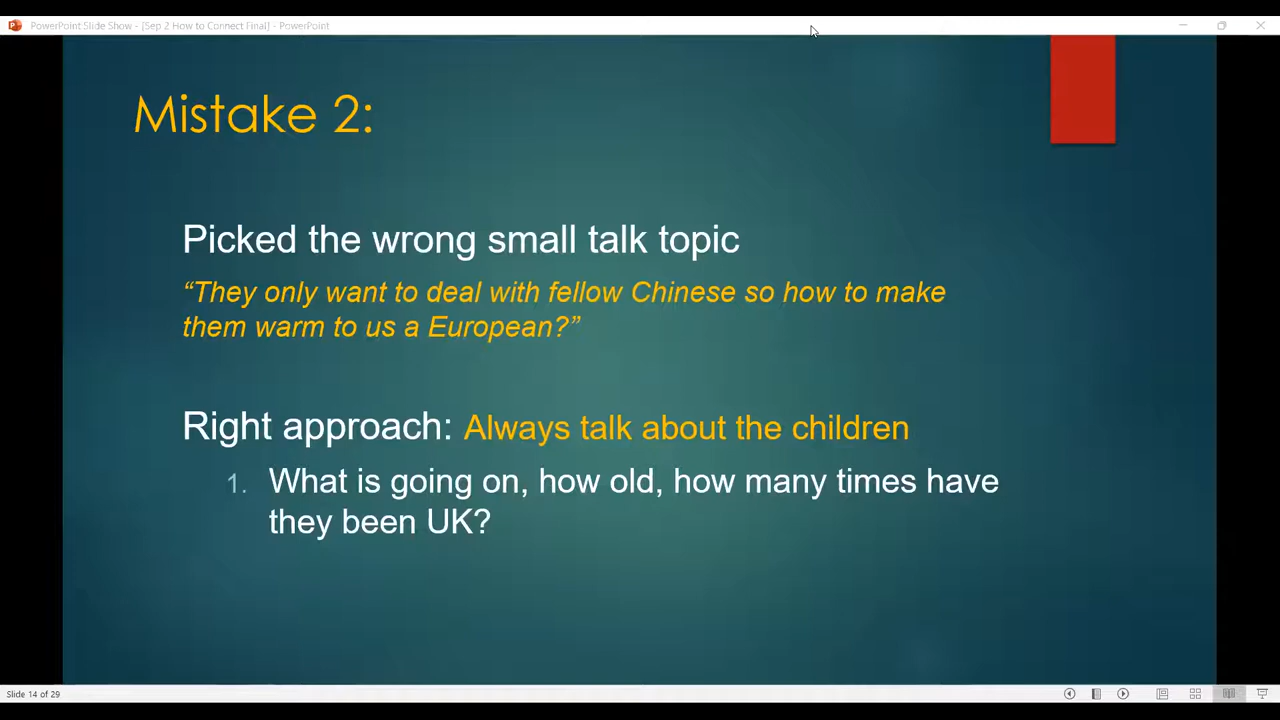 PowerPoint Slide Show - [Sep 2 How to Connect Final] - PowerPoint
Mistake 2:
Picked the wrong small talk topic
“They only want to deal with fellow Chinese so how to make
them warm to us a European?”
Right approach: Always talk about the children
1. What is going on, how old, how many times have
they been UK?
Slide 14 of 29